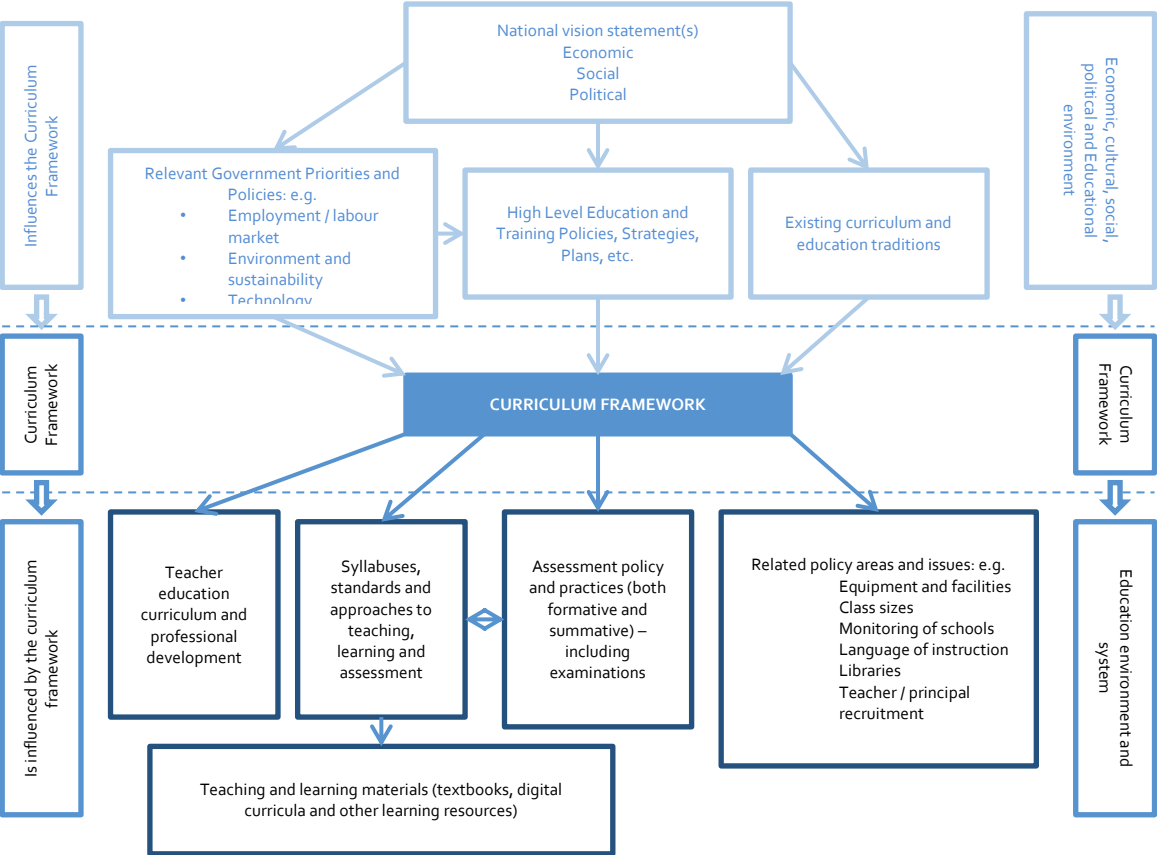 National vision statement(s)
Economic
Social
Political
Influences the Curriculum
Framework
Economic, cultural, social,
political and Educational
environment
Relevant Government Priorities and
Policies: e.g.
• Employment / labour
market
• Environment and
sustainability
• Technology
High Level Education and
Training Policies, Strategies,
Plans, etc.
Existing curriculum and
education traditions
Curriculum
Framework
CURRICULUM FRAMEWORK
Curriculum
Framework
Is influenced by the curriculum
framework
Teacher
education
curriculum and
professional
development
Syllabuses,
standards and
approaches to
teaching,
learning and
assessment
Assessment policy
and practices (both
formative and
summative) –
including
examinations
Related policy areas and issues: e.g.
Equipment and facilities
Class sizes
Monitoring of schools
Language of instruction
Libraries
Teacher / principal
recruitment
Education environment and
system
Teaching and learning materials (textbooks, digital
curricula and other learning resources)